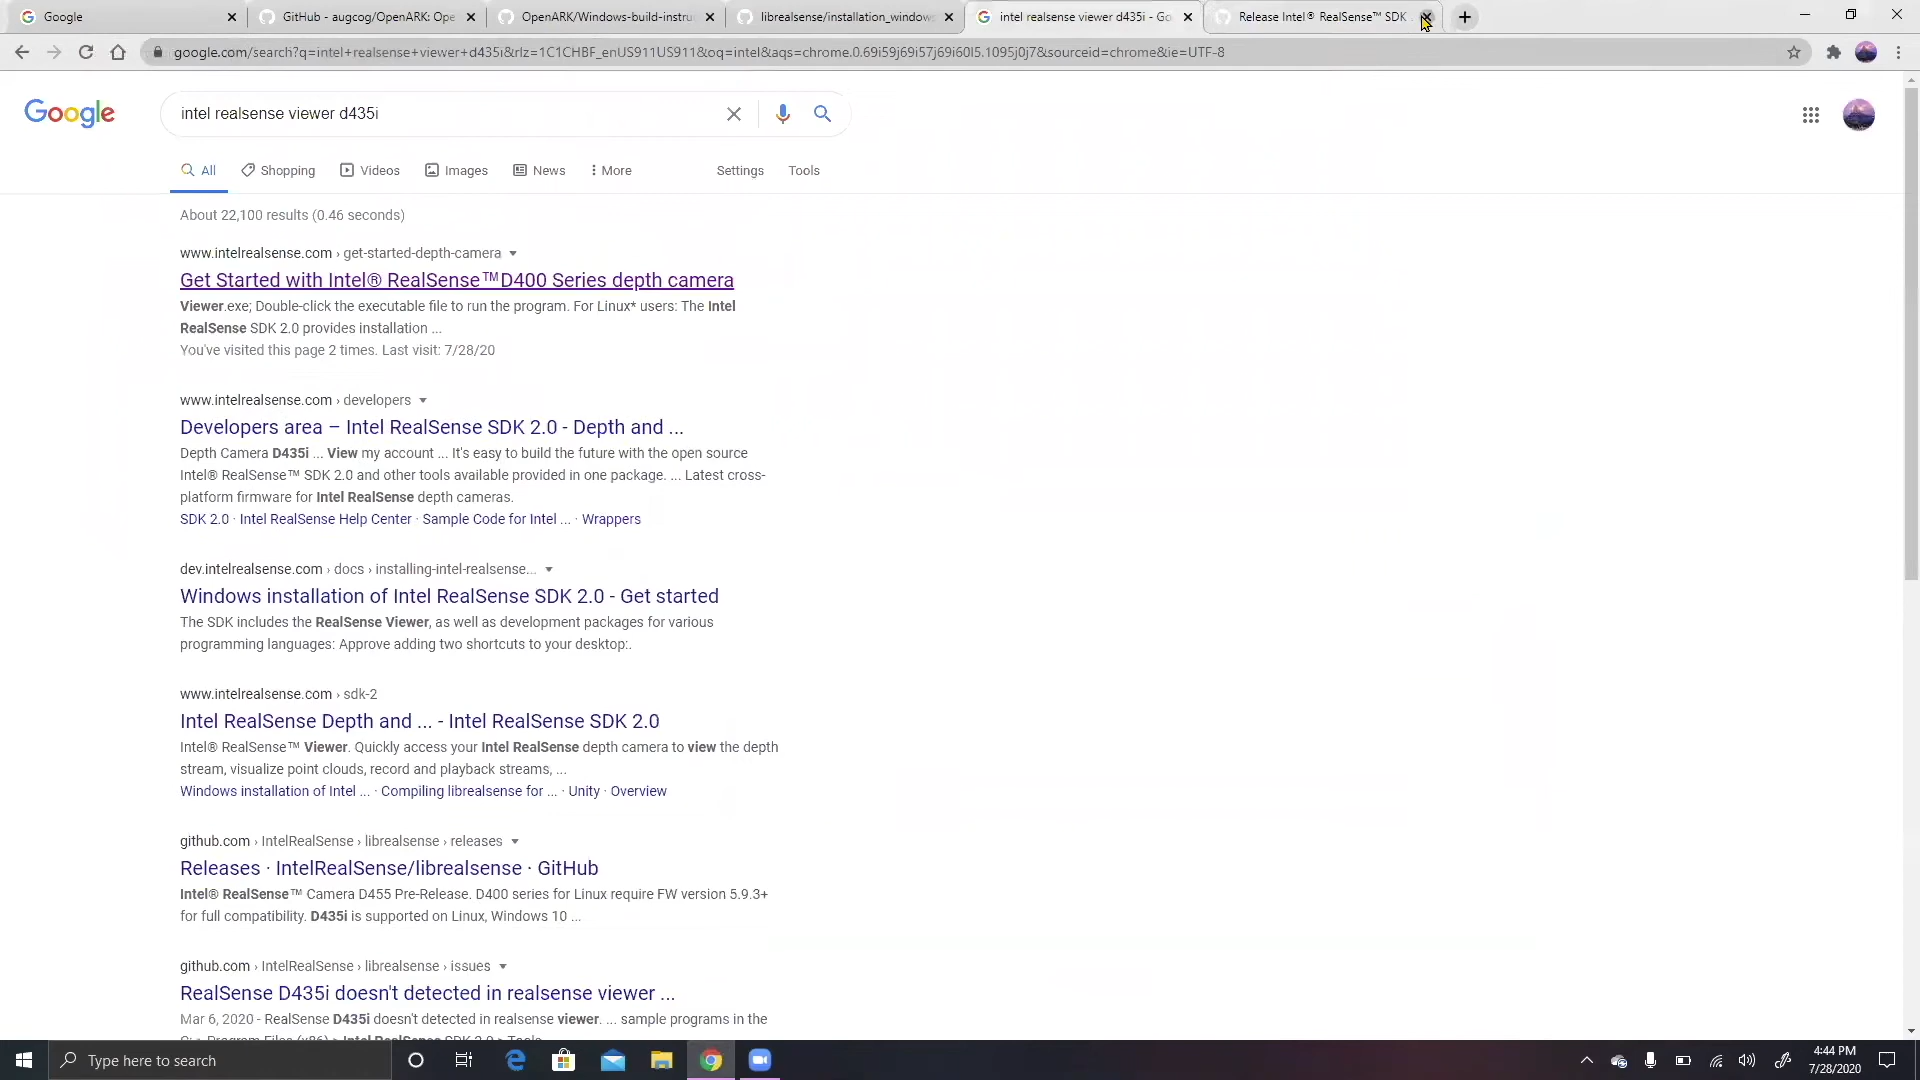 Google
GitHub - augcog/OpenARK: Ope
OpenARK/Windows-build-instru
librealsense/installation_window
intel realsense viewer d435i - Go
Release Intel® RealSense™ SDK
google.com/search?q=intel+realsense+viewer+d435i&rlz=1C1CHBF_enUS911US911&oq=intel&aqs=chrome.0.69i59j69i57j69i60l5.1095j0j7&sourceid=chrome&ie=UTF-8
Google
intel realsense viewer d435i
All
Shopping
Videos
Images
News
More
Settings
Tools
About 22,100 results (0.46 seconds)
www.intelrealsense.com › get-started-depth-camera
Get Started with Intel® RealSense™D400 Series depth camera
Viewer.exe; Double-click the executable file to run the program. For Linux* users: The Intel
RealSense SDK 2.0 provides installation ...
You've visited this page 2 times. Last visit: 7/28/20
www.intelrealsense.com › developers
Developers area – Intel RealSense SDK 2.0 - Depth and ...
Depth Camera D435i ... View my account ... It's easy to build the future with the open source
Intel® RealSense™ SDK 2.0 and other tools available provided in one package. ... Latest cross-
platform firmware for Intel RealSense depth cameras.
SDK 2.0 · Intel RealSense Help Center · Sample Code for Intel ... · Wrappers
dev.intelrealsense.com › docs › installing-intel-realsense...
Windows installation of Intel RealSense SDK 2.0 - Get started
The SDK includes the RealSense Viewer, as well as development packages for various
programming languages: Approve adding two shortcuts to your desktop:.
www.intelrealsense.com › sdk-2
Intel RealSense Depth and ... - Intel RealSense SDK 2.0
Intel® RealSense™ Viewer. Quickly access your Intel RealSense depth camera to view the depth
stream, visualize point clouds, record and playback streams, ...
Windows installation of Intel ... · Compiling librealsense for ... · Unity · Overview
github.com › IntelRealSense › librealsense › releases
Releases · IntelRealSense/librealsense · GitHub
Intel® RealSense™ Camera D455 Pre-Release. D400 series for Linux require FW version 5.9.3+
for full compatibility. D435i is supported on Linux, Windows 10 ...
github.com › IntelRealSense › librealsense › issues
RealSense D435i doesn't detected in realsense viewer ...
Mar 6, 2020 - RealSense D435i doesn't detected in realsense viewer. ... sample programs in the
Type here to search
4:44 PM
7/28/2020